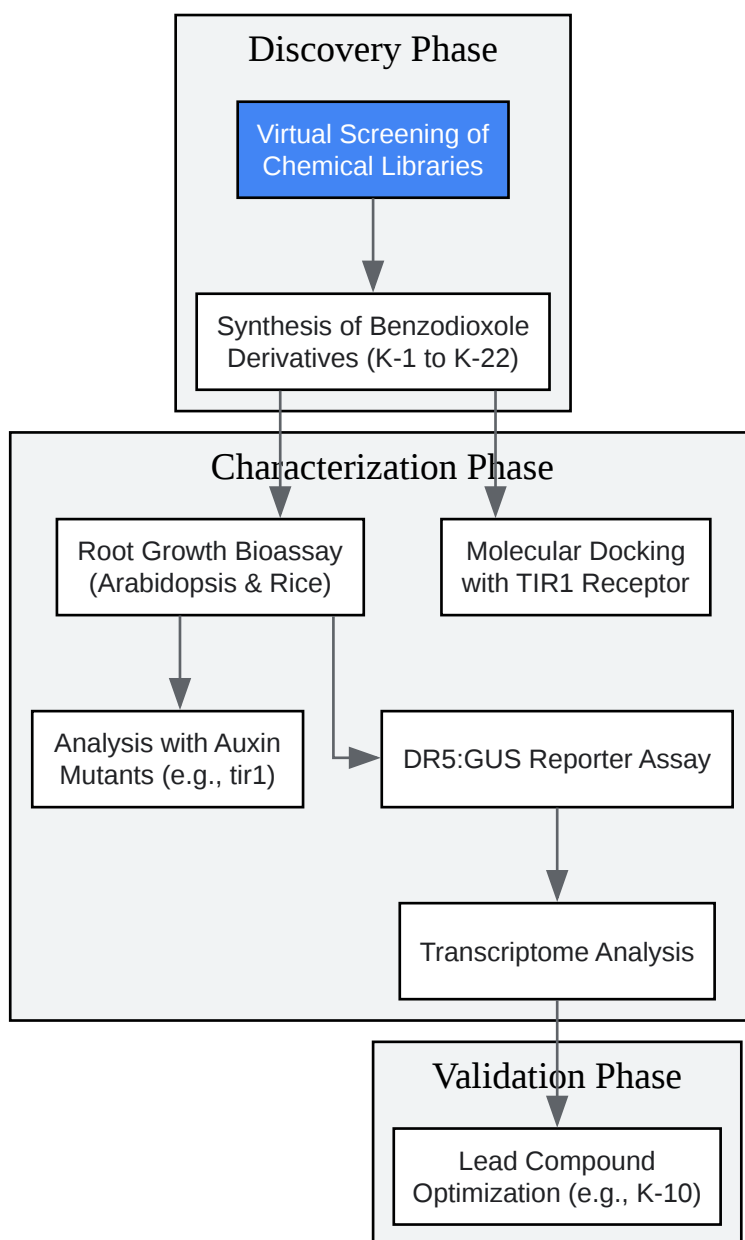 Discovery Phase
Virtual Screening of
Chemical Libraries
Synthesis of Benzodioxole
Derivatives (K-1 to K-22)
Characterization Phase
Root Growth Bioassay
(Arabidopsis & Rice)
Molecular Docking
with TIR1 Receptor
Analysis with Auxin
Mutants (e.g., tir1)
DR5:GUS Reporter Assay
Transcriptome Analysis
Validation Phase
Lead Compound
Optimization (e.g., K-10)